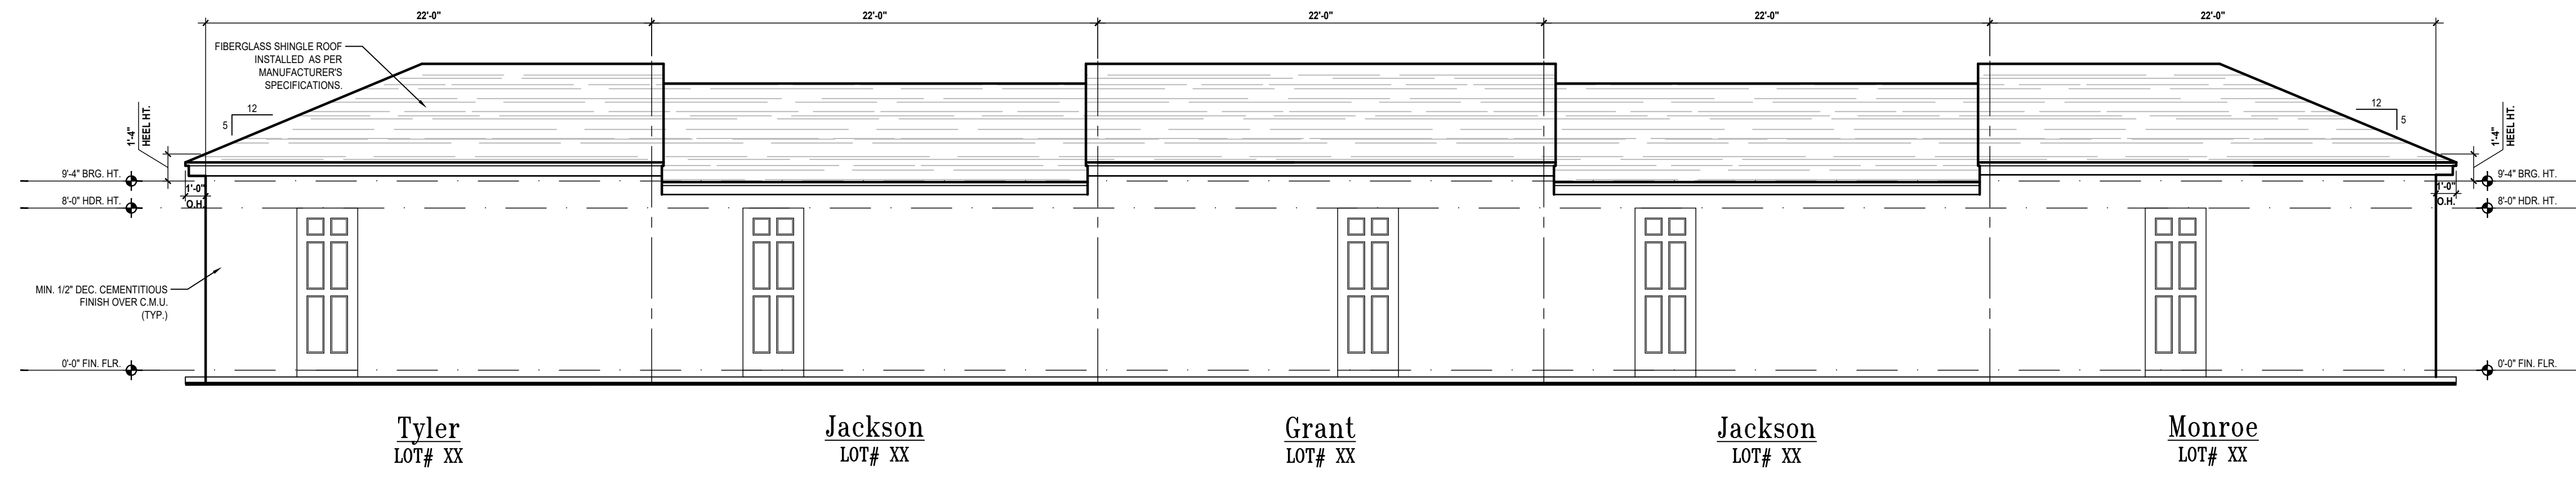 22'-0"
22'-0"
22'-0"
22'-0"
22'-0"
FIBERGLASS SHINGLE ROOF
INSTALLED AS PER
MANUFACTURER'S
SPECIFICATIONS.
12
5
12
5
1'-4"
HEEL HT.
1'-4"
HEEL HT.
9'-4" BRG. HT.
9'-4" BRG. HT.
1'-0"
O.H.
1'-0"
O.H.
8'-0" HDR. HT.
8'-0" HDR. HT.
MIN. 1/2" DEC. CEMENTITIOUS
FINISH OVER C.M.U.
(TYP.)
0'-0" FIN. FLR.
0'-0" FIN. FLR.
Tyler
LOT# XX
Jackson
LOT# XX
Grant
LOT# XX
Jackson
LOT# XX
Monroe
LOT# XX